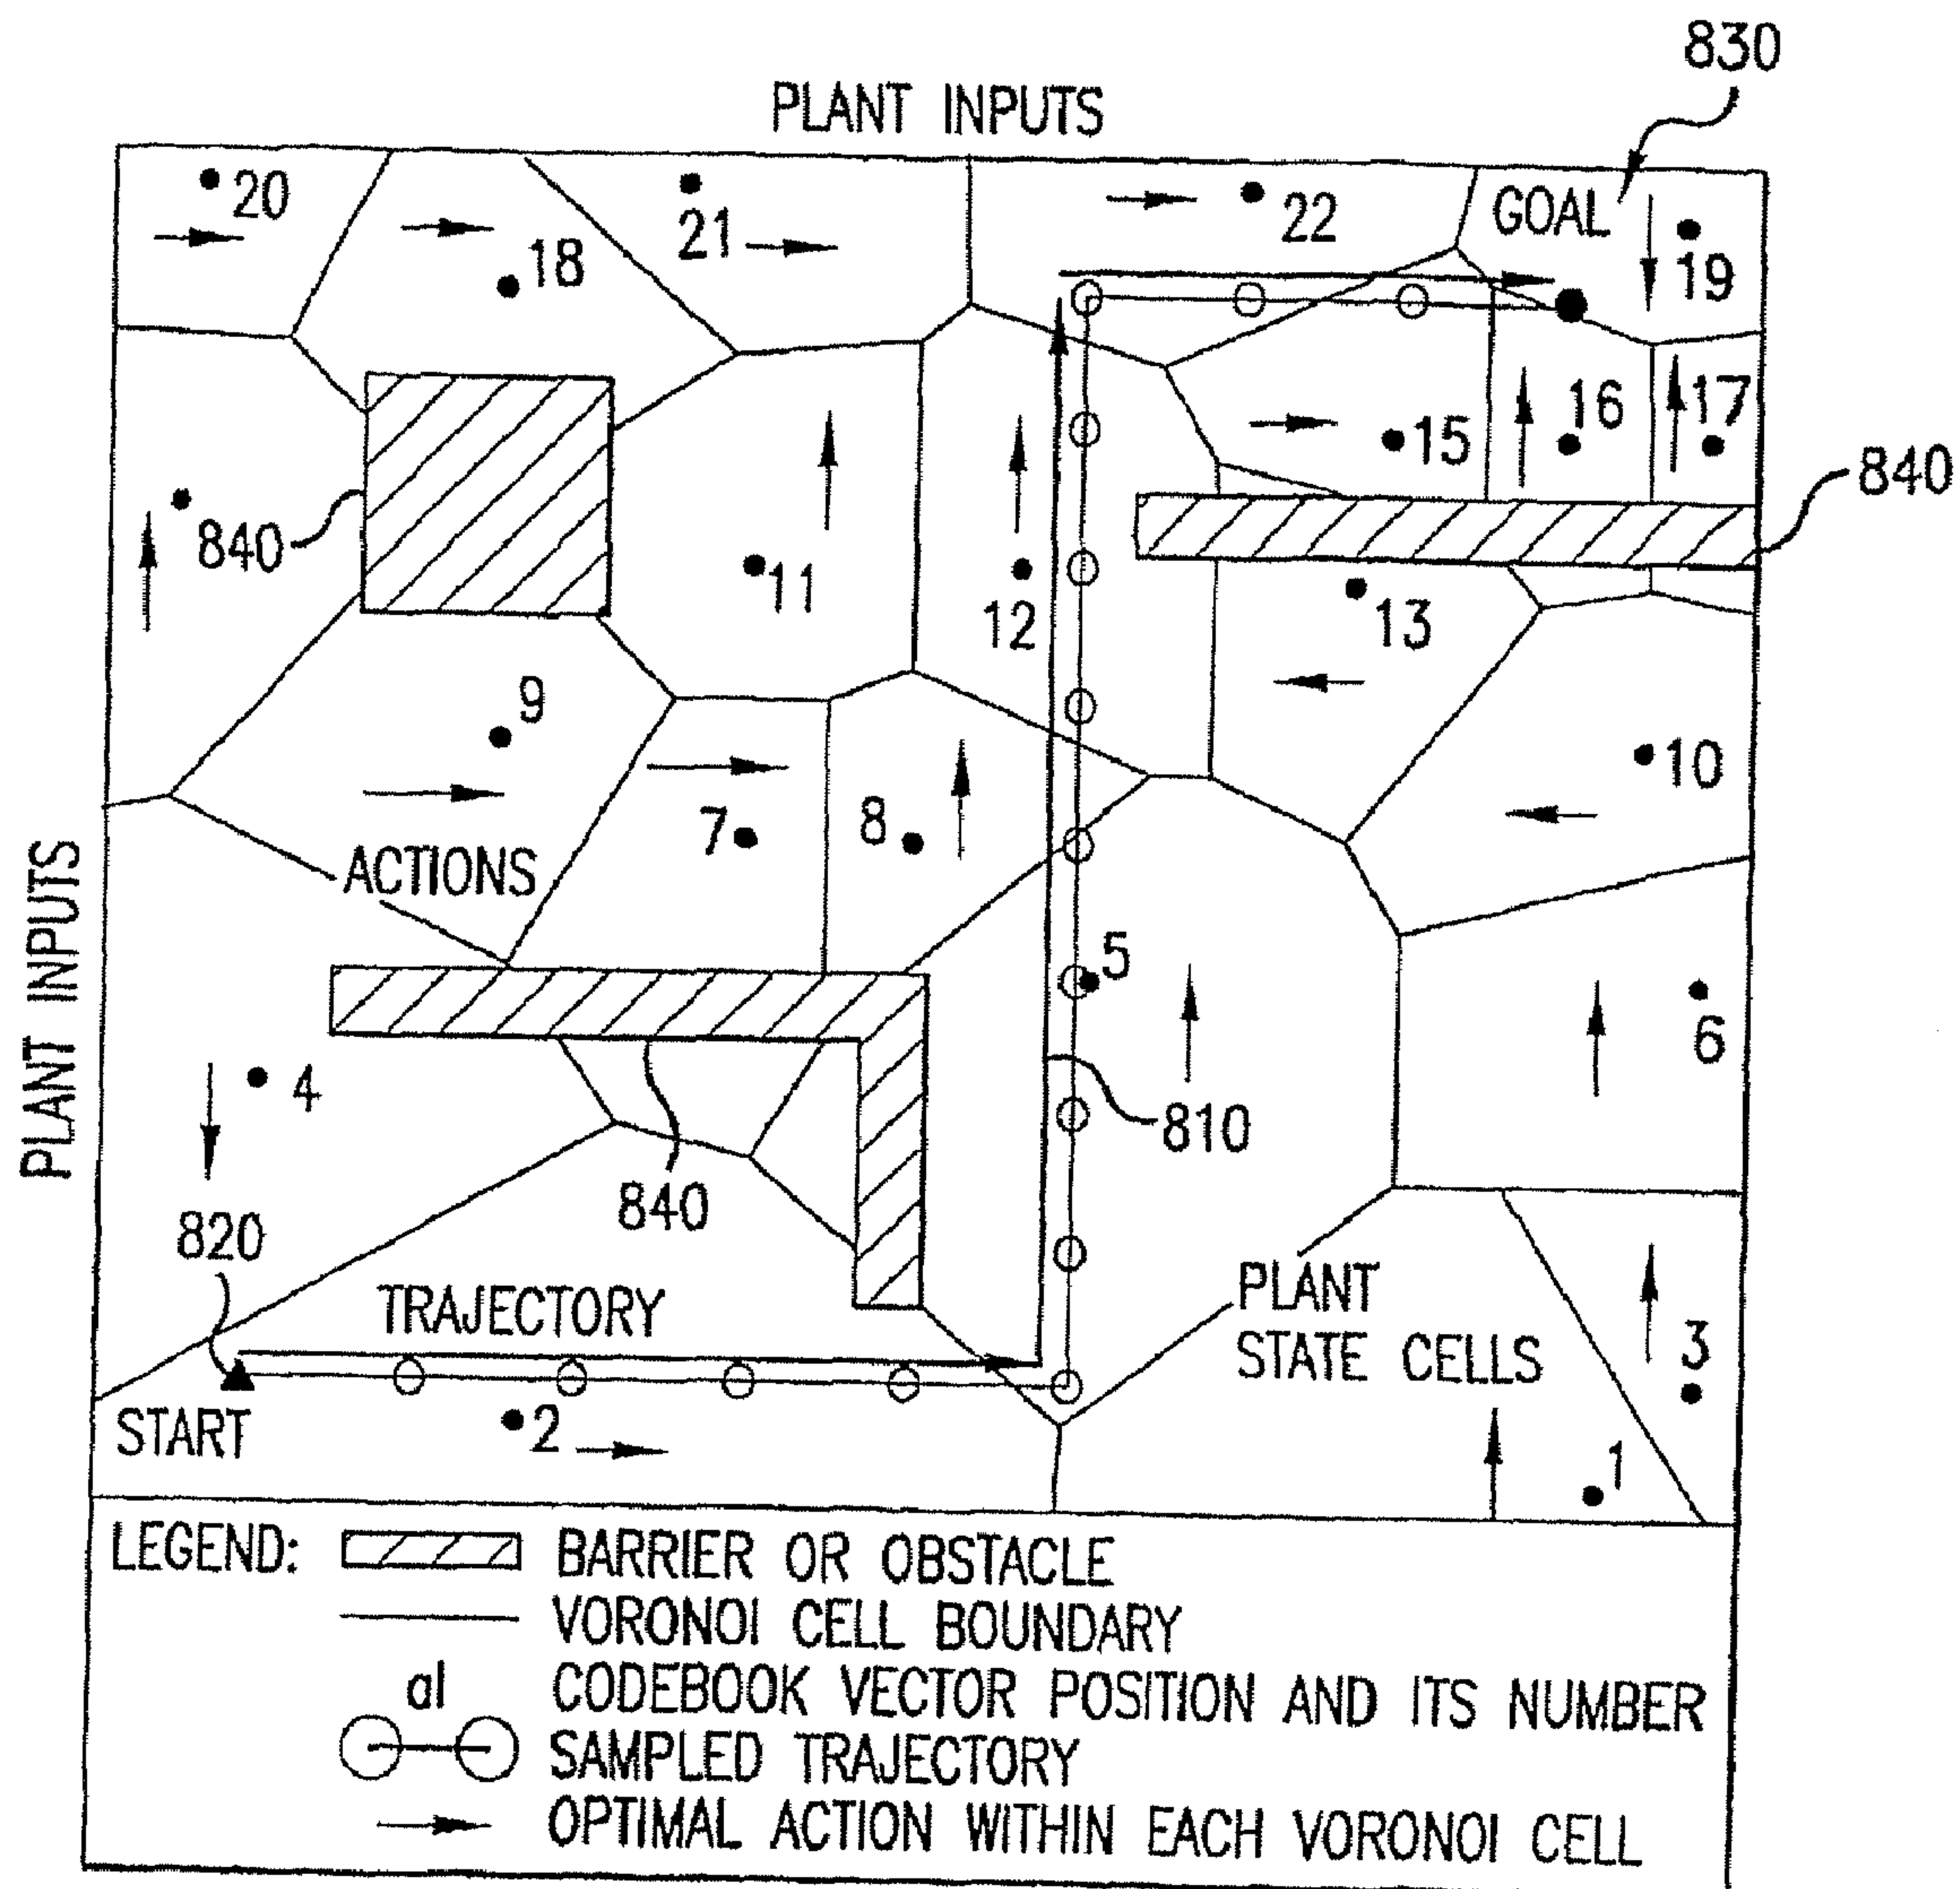 830
PLANT INPUTS
20
18
21
22
GOAL
19
15
16
17
840
840
11
12
13
9
10
7
8
ACTIONS
PLANT INPUTS
5
6
4
810
840
820
TRAJECTORY
PLANT
STATE CELLS
3
START
2
1
LEGEND:
BARRIER OR OBSTACLE
VORONOI CELL BOUNDARY
al
CODEBOOK VECTOR POSITION AND ITS NUMBER
SAMPLED TRAJECTORY
OPTIMAL ACTION WITHIN EACH VORONOI CELL